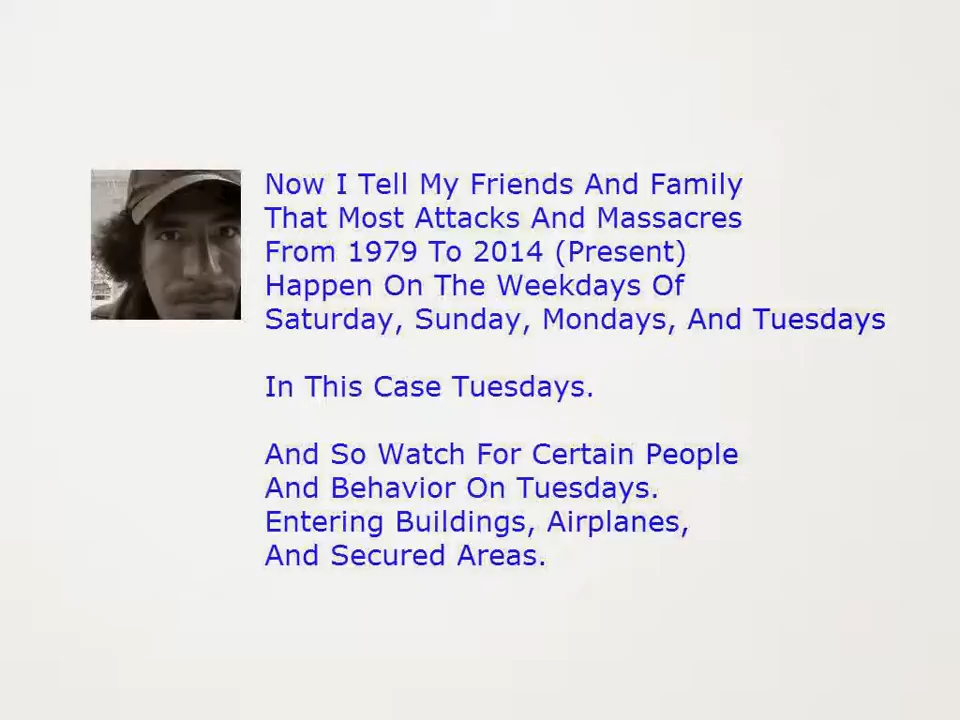 Now I Tell My Friends And Family
That Most Attacks And Massacres
From 1979 To 2014 (Present)
Happen On The Weekdays Of
Saturday, Sunday, Mondays, And Tuesdays
In This Case Tuesdays.
And So Watch For Certain People
And Behavior On Tuesdays.
Entering Buildings, Airplanes,
And Secured Areas.